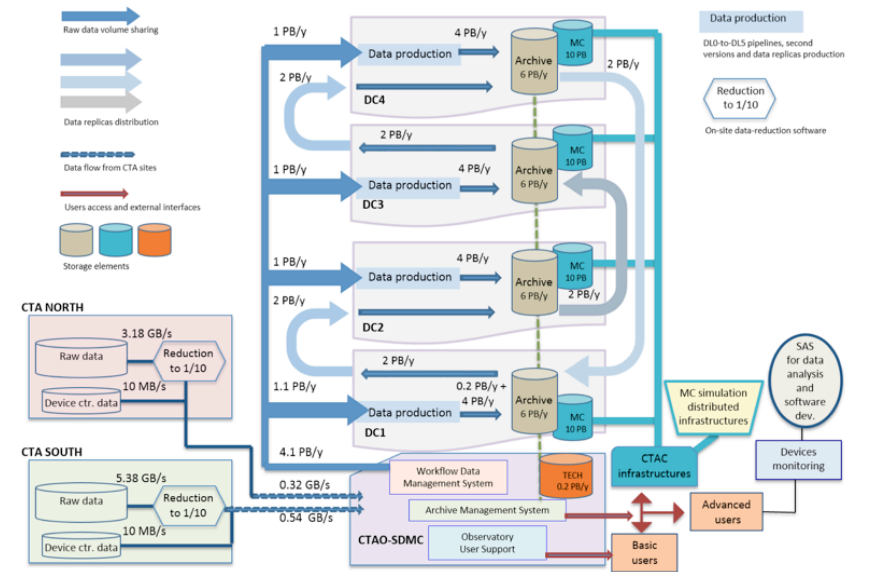 Raw data volume sharing
Data replicas distribution
Data flow from CTA sites
Users access and external interfaces
Storage elements
Data production
DL0-to-DL5 pipelines, second
versions and data replicas production
Reduction
to 1/10
On-site data-reduction software
1 PB/y
Data production
4 PB/y
Archive
6 PB/y
MC
10 PB
2 PB/y
2 PB/y
DC4
2 PB/y
1 PB/y
Data production
4 PB/y
Archive
6 PB/y
MC
10 PB
DC3
1 PB/y
Data production
4 PB/y
Archive
6 PB/y
MC
10 PB
2 PB/y
2 PB/y
DC2
2 PB/y
1.1 PB/y
Data production
0.2 PB/y +
4 PB/y
Archive
6 PB/y
MC
10 PB
DC1
4.1 PB/y
CTA NORTH
3.18 GB/s
Raw data
Reduction
to 1/10
10 MB/s
Device ctr. data
CTA SOUTH
5.38 GB/s
Raw data
Reduction
to 1/10
10 MB/s
Device ctr. data
0.32 GB/s
0.54 GB/s
Workflow Data
Management System
TECH
0.2 PB/y
Archive Management System
CTAO-SDMC
Observatory
User Support
CTAC
infrastructures
MC simulation
distributed
infrastructures
SAS
for data
analysis
and
software
dev.
Devices
monitoring
Advanced
users
Basic
users